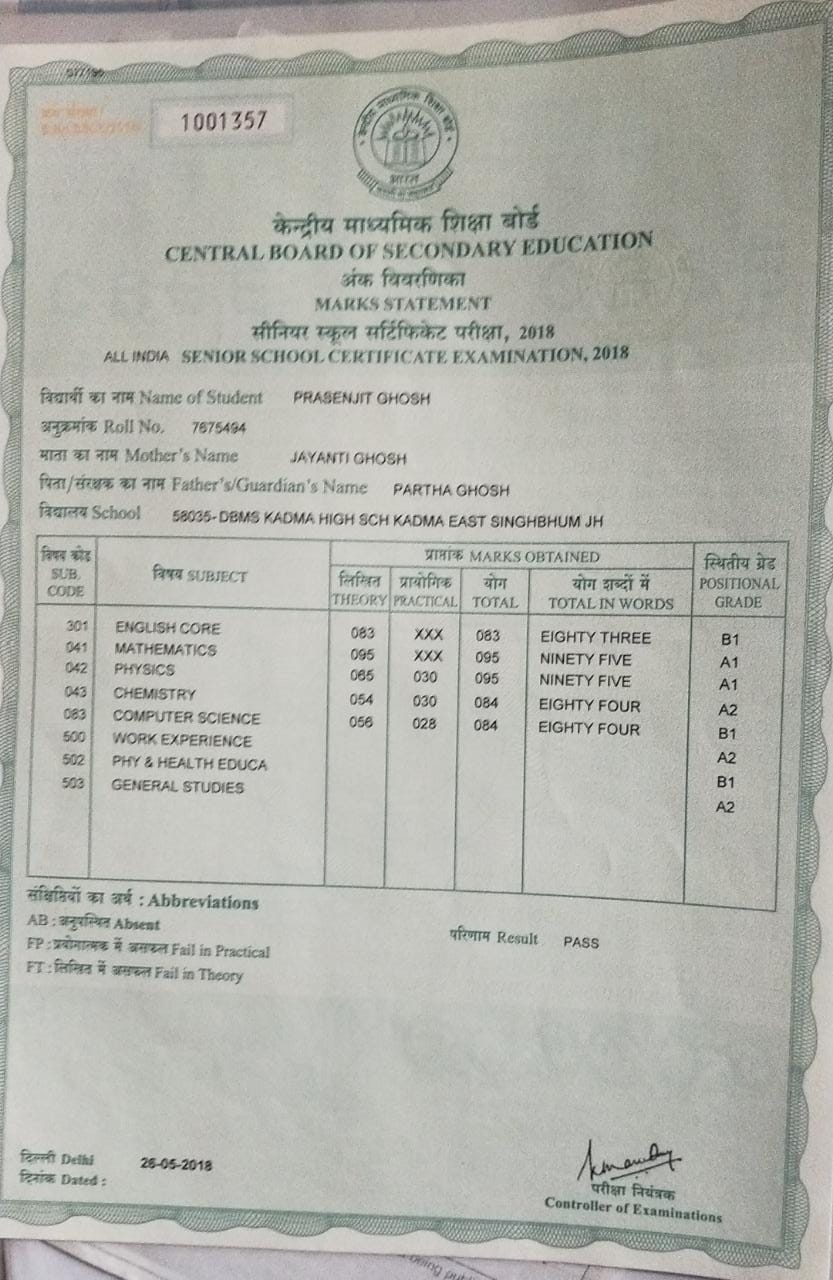 1001357
केन्द्रीय माध्यमिक शिक्षा बोर्ड
भारत
केन्द्रीय माध्यमिक शिक्षा बोर्ड
CENTRAL BOARD OF SECONDARY EDUCATION
अंक विवरणिका
MARKS STATEMENT
सीनियर स्कूल सर्टिफिकेट परीक्षा, 2018
ALL INDIA SENIOR SCHOOL CERTIFICATE EXAMINATION, 2018
विद्यार्थी का नाम Name of Student PRASENJIT GHOSH
अनुक्रमांक Roll No. 7675494
माता का नाम Mother's Name JAYANTI GHOSH
पिता/संरक्षक का नाम Father's/Guardian's Name PARTHA GHOSH
विद्यालय School 58035-DBMS KADMA HIGH SCH KADMA EAST SINGHBHUM JH
विषय कोड SUB. CODE विषय SUBJECT प्राप्तांक MARKS OBTAINED स्थितीय ग्रेड POSITIONAL GRADE
लिखित THEORY प्रायोगिक PRACTICAL योग TOTAL योग शब्दों में TOTAL IN WORDS
301 ENGLISH CORE 083 XXX 083 EIGHTY THREE B1
041 MATHEMATICS 095 XXX 095 NINETY FIVE A1
042 PHYSICS 065 030 095 NINETY FIVE A1
043 CHEMISTRY 054 030 084 EIGHTY FOUR A2
083 COMPUTER SCIENCE 056 028 084 EIGHTY FOUR B1
500 WORK EXPERIENCE A2
502 PHY & HEALTH EDUCA B1
503 GENERAL STUDIES A2
संक्षिप्तियों का अर्थ : Abbreviations
AB : अनुपस्थित Absent
FP : प्रयोगात्मक में असफल Fail in Practical
FT : लिखित में असफल Fail in Theory
परिणाम Result PASS
दिल्ली Delhi
दिनांक Dated : 26-05-2018
परीक्षा नियंत्रक
Controller of Examinations